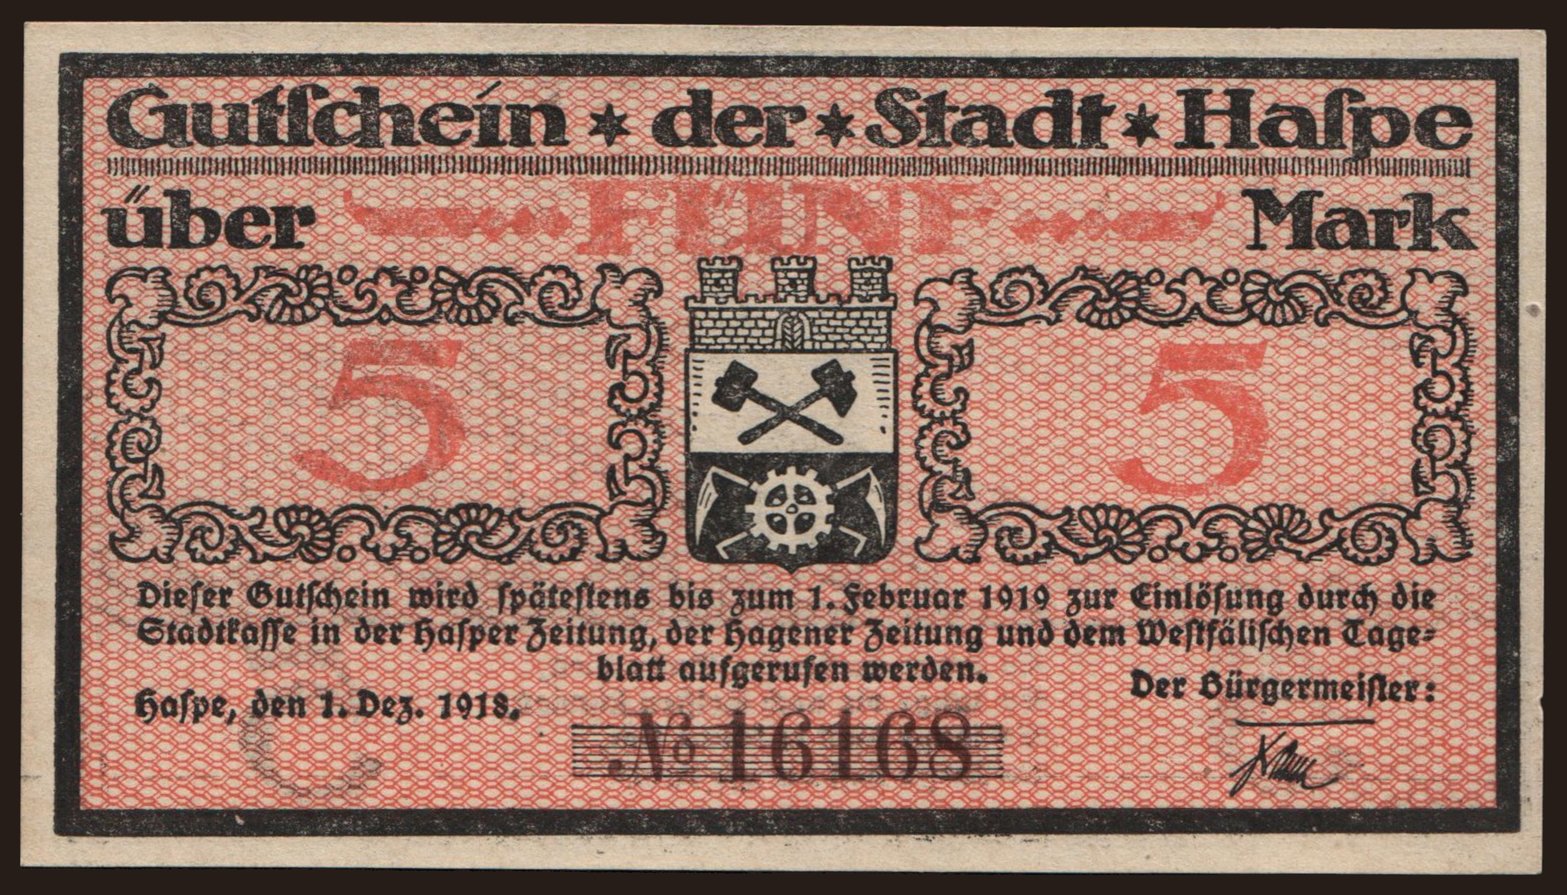 Gutſchein * der * Stadt * Haſpe
über FÜNF Mark
5 5
Dieſer Gutſchein wird ſpäteſtens bis zum 1. Februar 1919 zur Einlöſung durch die
Stadtkaſſe in der Haſper Zeitung, der Hagener Zeitung und dem Weſtfäliſchen Tage⸗
blatt aufgerufen werden.
Haſpe, den 1. Dez. 1918.
Der Bürgermeiſter:
№ 16168